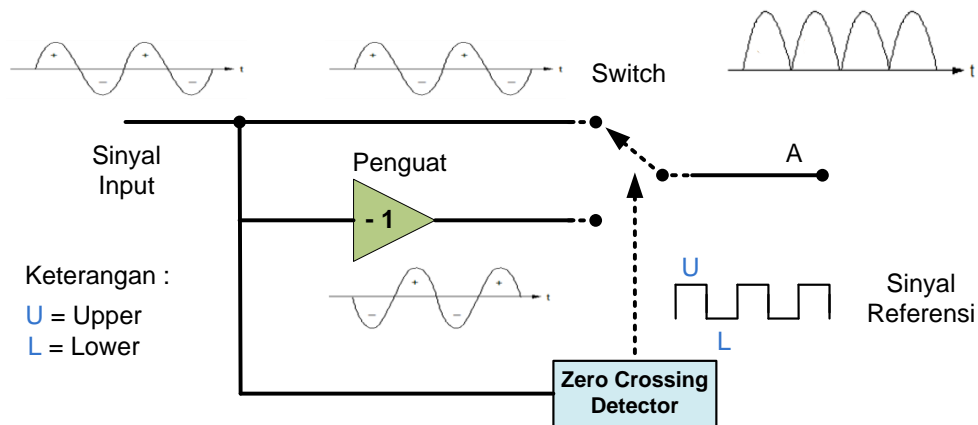 +
+
t
–
–
+
+
t
–
–
t
Switch
Sinyal
Input
Penguat
A
- 1
Keterangan :
U = Upper
L = Lower
+
+
t
–
–
U
L
Sinyal
Referensi
Zero Crossing
Detector